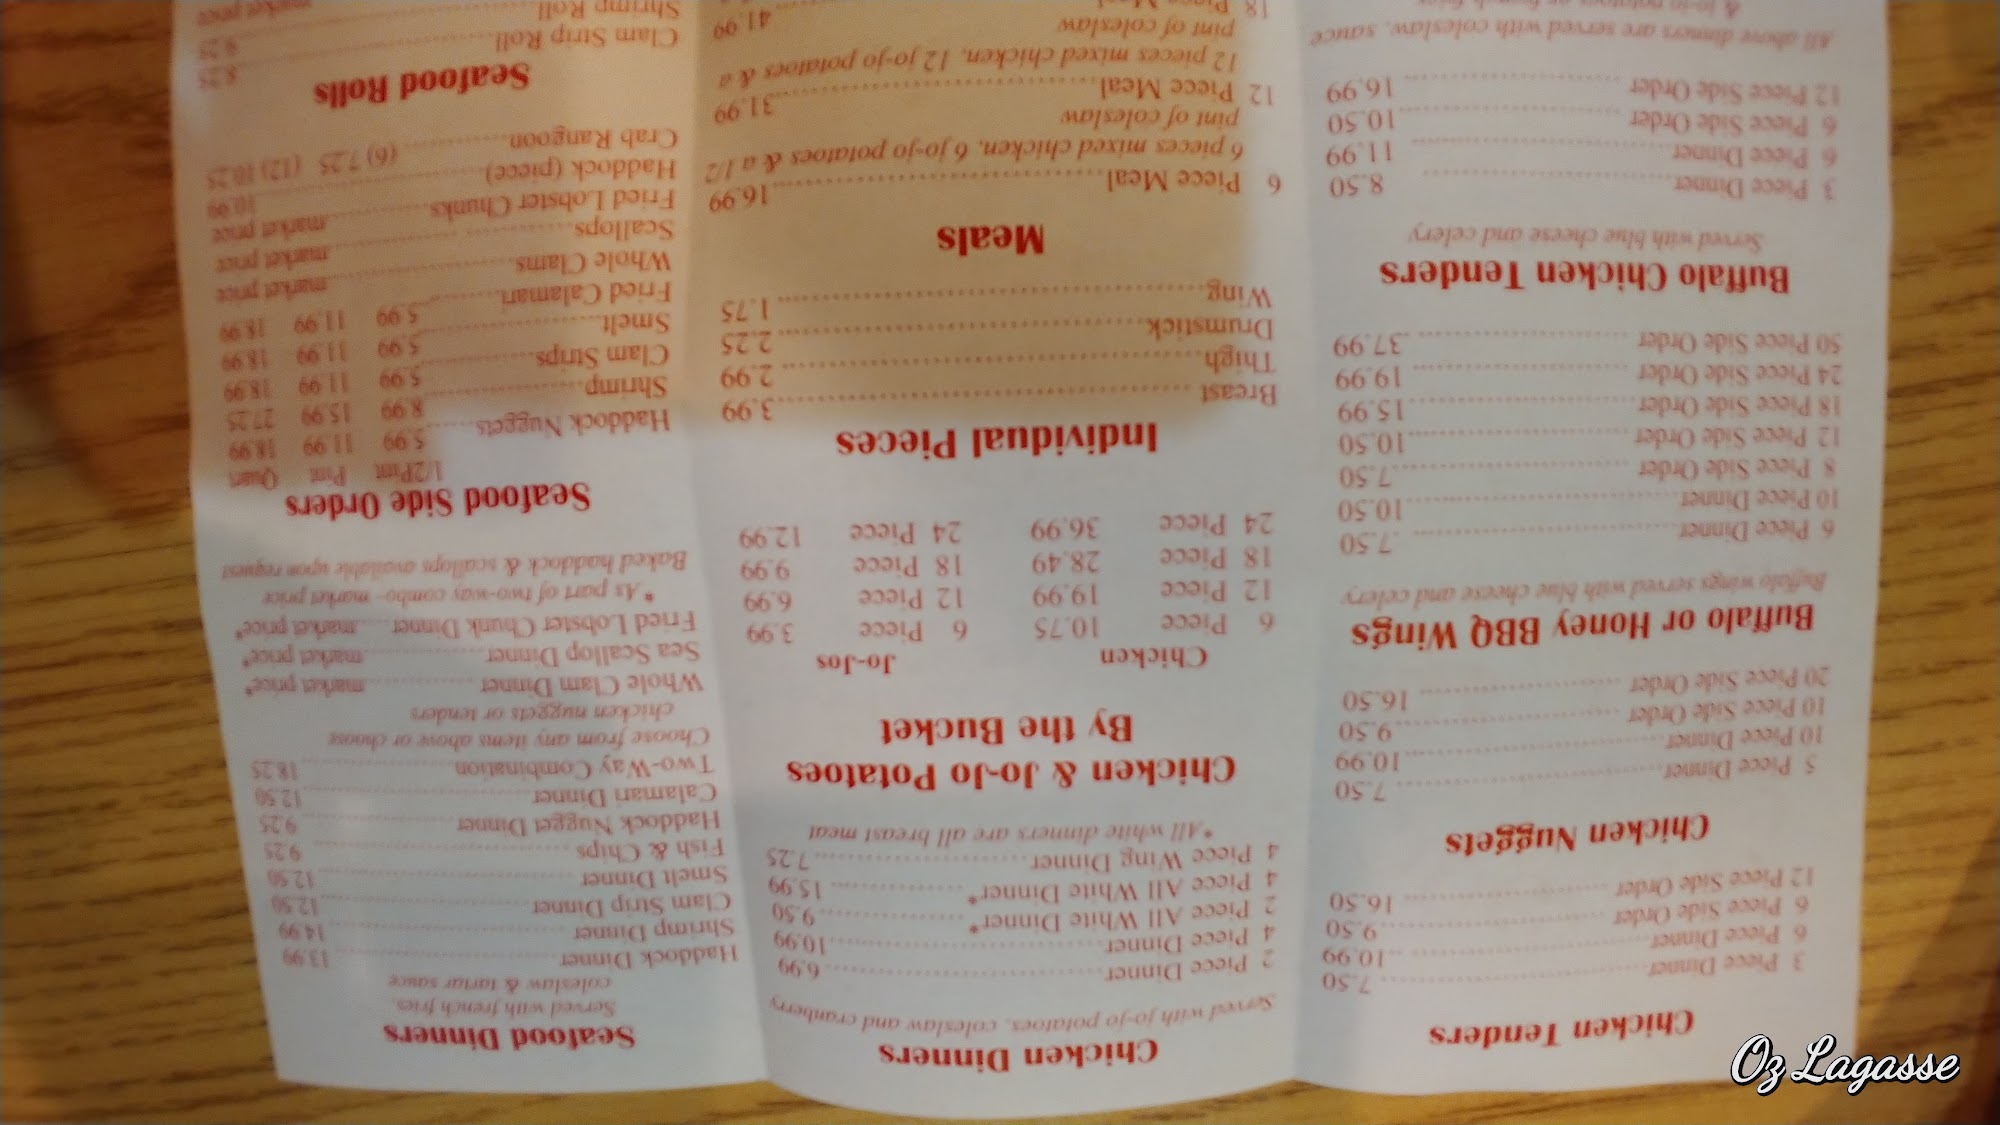 Chicken Tenders
3 Piece Dinner 7.50
6 Piece Dinner 10.99
6 Piece Side Order 9.50
12 Piece Side Order 16.50
Chicken Nuggets
5 Piece Dinner 7.50
10 Piece Dinner 10.99
10 Piece Side Order 9.50
20 Piece Side Order 16.50
Buffalo or Honey BBQ Wings
Buffalo wings served with blue cheese and celery
6 Piece Dinner 7.50
10 Piece Dinner 10.50
8 Piece Side Order 7.50
12 Piece Side Order 10.50
18 Piece Side Order 15.99
24 Piece Side Order 19.99
50 Piece Side Order 37.99
Buffalo Chicken Tenders
Served with blue cheese and celery
3 Piece Dinner 8.50
6 Piece Dinner 11.99
6 Piece Side Order 10.50
12 Piece Side Order 16.99
All above dinners are served with coleslaw, sauce
& jo-jo potatoes or french fries
Chicken Dinners
Served with jo-jo potatoes, coleslaw and cranberry
2 Piece Dinner 6.99
4 Piece Dinner 10.99
2 Piece All White Dinner* 9.50
4 Piece All White Dinner* 15.99
4 Piece Wing Dinner 7.25
*All white dinners are all breast meat
Chicken & Jo-Jo Potatoes
By the Bucket
Chicken Jo-Jos
6 Piece 10.75 6 Piece 3.99
12 Piece 19.99 12 Piece 6.99
18 Piece 28.49 18 Piece 9.99
24 Piece 36.99 24 Piece 12.99
Individual Pieces
Breast 3.99
Thigh 2.99
Drumstick 2.25
Wing 1.75
Meals
6 Piece Meal 16.99
6 pieces mixed chicken, 6 jo-jo potatoes & a 1/2
pint of coleslaw
12 Piece Meal 31.99
12 pieces mixed chicken, 12 jo-jo potatoes & a
pint of coleslaw
18 Piece Meal 41.99
Seafood Dinners
Served with french fries,
coleslaw & tartar sauce
Haddock Dinner 13.99
Shrimp Dinner 14.99
Clam Strip Dinner 12.50
Smelt Dinner 12.50
Fish & Chips 9.25
Haddock Nugget Dinner 9.25
Calamari Dinner 12.50
Two-Way Combination 18.25
Choose from any items above or choose
chicken nuggets or tenders
Whole Clam Dinner market price*
Sea Scallop Dinner market price*
Fried Lobster Chunk Dinner market price*
*As part of two-way combo- market price
Baked haddock & scallops available upon request
Seafood Side Orders
1/2Pint Pint Quart
Haddock Nuggets 5.99 11.99 18.99
Shrimp 8.99 15.99 27.25
Clam Strips 5.99 11.99 18.99
Smelt 5.99 11.99 18.99
Fried Calamari 5.99 11.99 18.99
Whole Clams market price
Scallops market price
Fried Lobster Chunks market price
Haddock (piece) 10.99
Crab Rangoon (6) 7.25 (12) 10.25
Seafood Rolls
Clam Strip Roll 8.25
Shrimp Roll 9.25
market price
Oz Lagasse